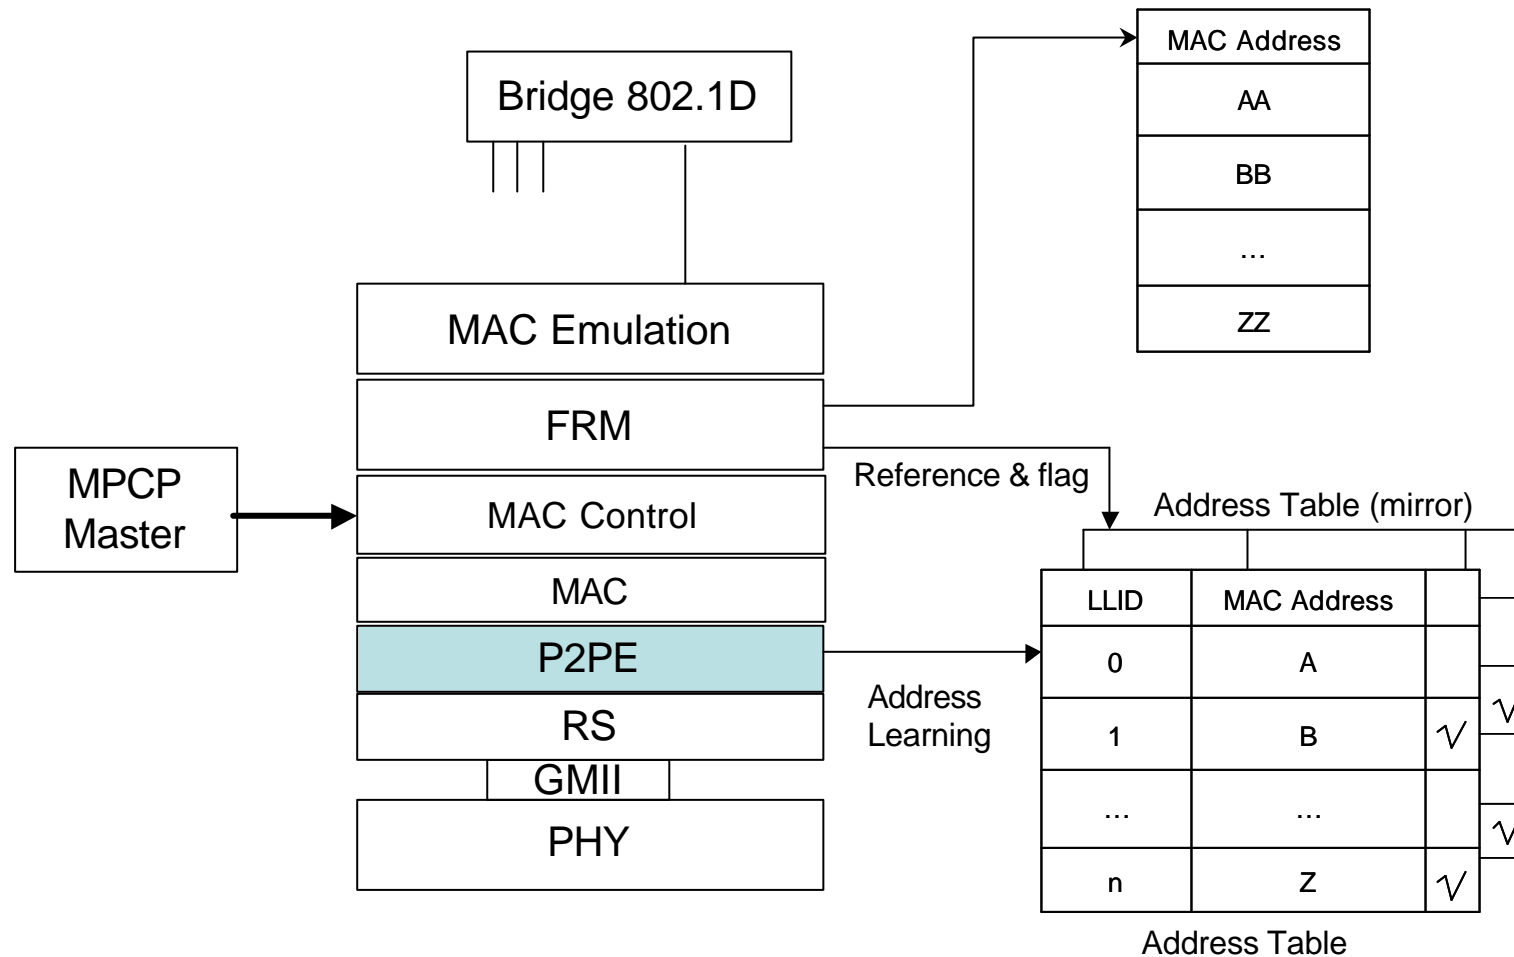 Bridge 802.1D
MAC Emulation
FRM
MAC Control
MAC
P2PE
RS
GMII
PHY
MPCP
Master
MAC Address
AA
BB
...
ZZ
Reference & flag
Address Table (mirror)
Address
Learning
LLID MAC Address
0 A
1 B √ √
... ... √
n Z √
Address Table